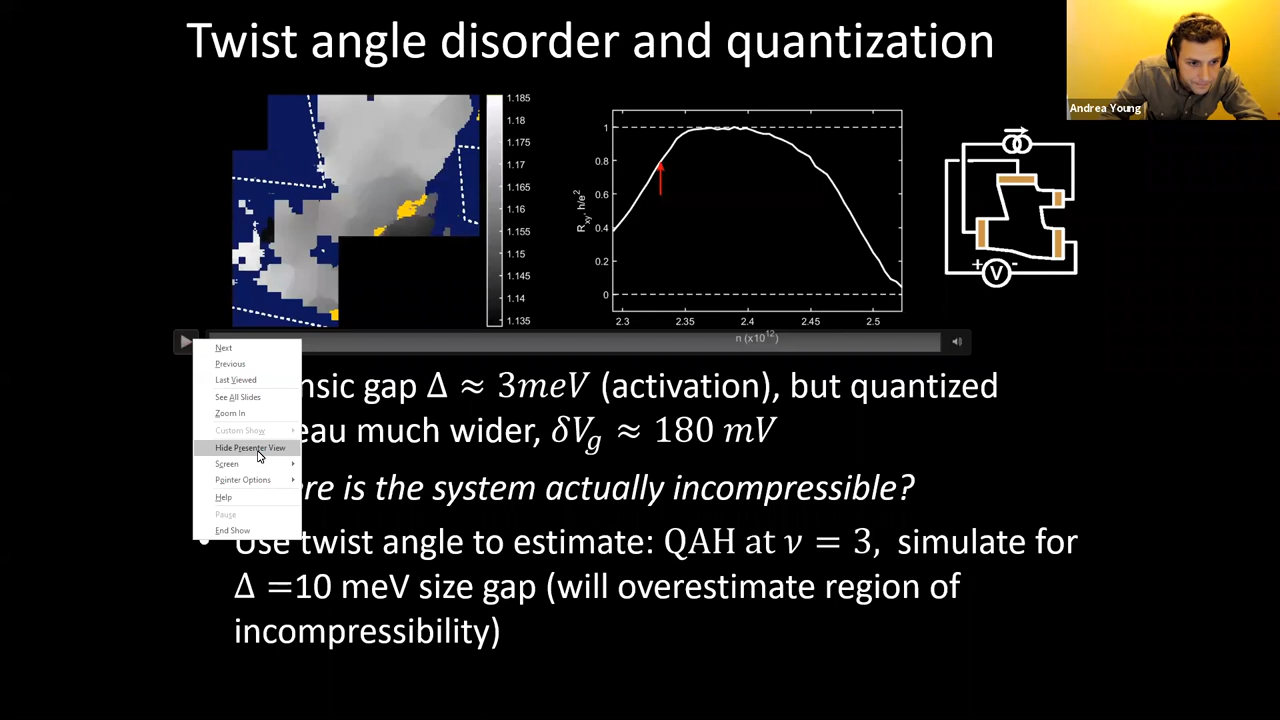 Twist angle disorder and quantization
Andrea Young
1.185
1.18
1.175
1.17
1.165
1.16
1.155
1.15
1.145
1.14
1.135
1
0.8
0.6
0.4
0.2
0
Rxy, h/e²
2.3 2.35 2.4 2.45 2.5
n (x10¹²)
+ V -
Next
Previous
Last Viewed
See All Slides
Zoom In
Custom Show
Hide Presenter View
Screen
Pointer Options
Help
Pause
End Show
nsic gap Δ ≈ 3meV (activation), but quantized
eau much wider, δVg ≈ 180 mV
re is the system actually incompressible?
• Use twist angle to estimate: QAH at ν = 3, simulate for
Δ =10 meV size gap (will overestimate region of
incompressibility)